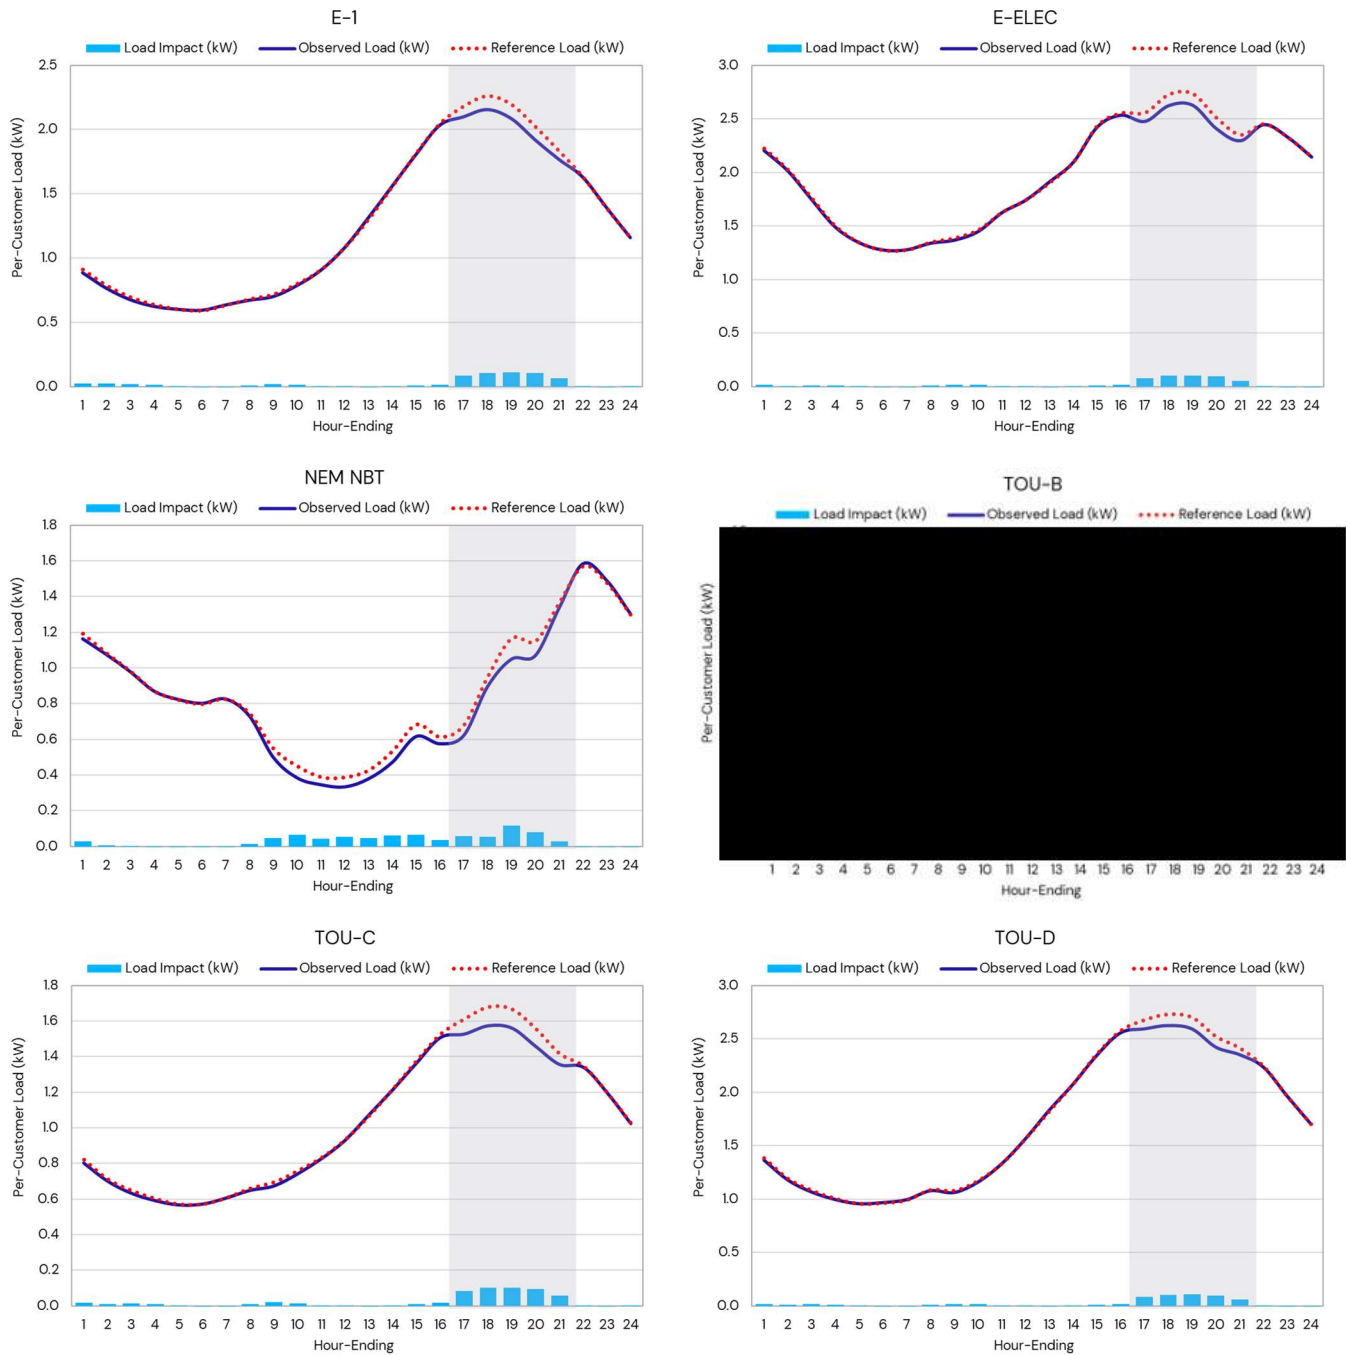 E-1
Load Impact (kW) Observed Load (kW) Reference Load (kW)
Per-Customer Load (kW)
2.5
2.0
1.5
1.0
0.5
0.0
1 2 3 4 5 6 7 8 9 10 11 12 13 14 15 16 17 18 19 20 21 22 23 24
Hour-Ending
E-ELEC
Load Impact (kW) Observed Load (kW) Reference Load (kW)
Per-Customer Load (kW)
3.0
2.5
2.0
1.5
1.0
0.5
0.0
1 2 3 4 5 6 7 8 9 10 11 12 13 14 15 16 17 18 19 20 21 22 23 24
Hour-Ending
NEM NBT
Load Impact (kW) Observed Load (kW) Reference Load (kW)
Per-Customer Load (kW)
1.8
1.6
1.4
1.2
1.0
0.8
0.6
0.4
0.2
0.0
1 2 3 4 5 6 7 8 9 10 11 12 13 14 15 16 17 18 19 20 21 22 23 24
Hour-Ending
TOU-B
Load Impact (kW) Observed Load (kW) Reference Load (kW)
Per-Customer Load (kW)
1 2 3 4 5 6 7 8 9 10 11 12 13 14 15 16 17 18 19 20 21 22 23 24
Hour-Ending
TOU-C
Load Impact (kW) Observed Load (kW) Reference Load (kW)
Per-Customer Load (kW)
1.8
1.6
1.4
1.2
1.0
0.8
0.6
0.4
0.2
0.0
1 2 3 4 5 6 7 8 9 10 11 12 13 14 15 16 17 18 19 20 21 22 23 24
Hour-Ending
TOU-D
Load Impact (kW) Observed Load (kW) Reference Load (kW)
Per-Customer Load (kW)
3.0
2.5
2.0
1.5
1.0
0.5
0.0
1 2 3 4 5 6 7 8 9 10 11 12 13 14 15 16 17 18 19 20 21 22 23 24
Hour-Ending